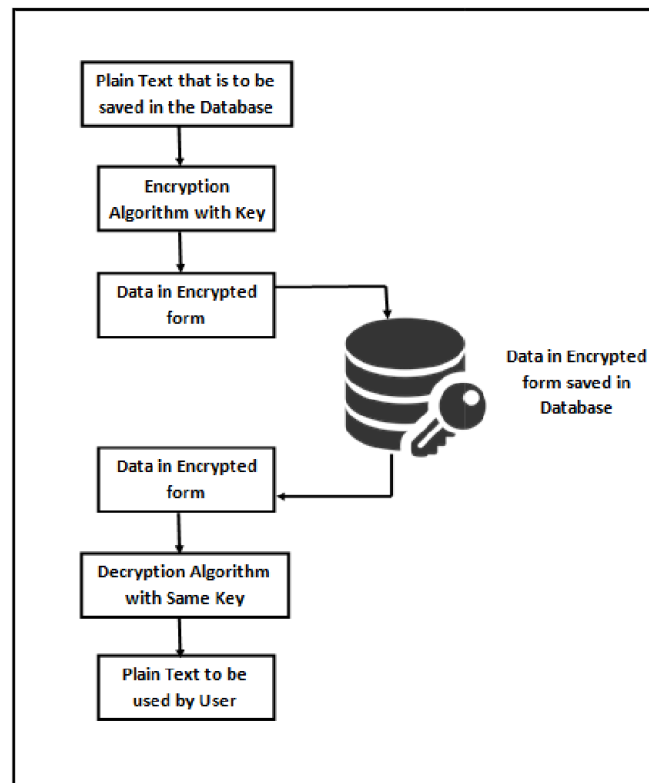 Plain Text that is to be
saved in the Database
Encryption
Algorithm with Key
Data in Encrypted
form
Data in Encrypted
form saved in
Database
Data in Encrypted
form
Decryption Algorithm
with Same Key
Plain Text to be
used by User